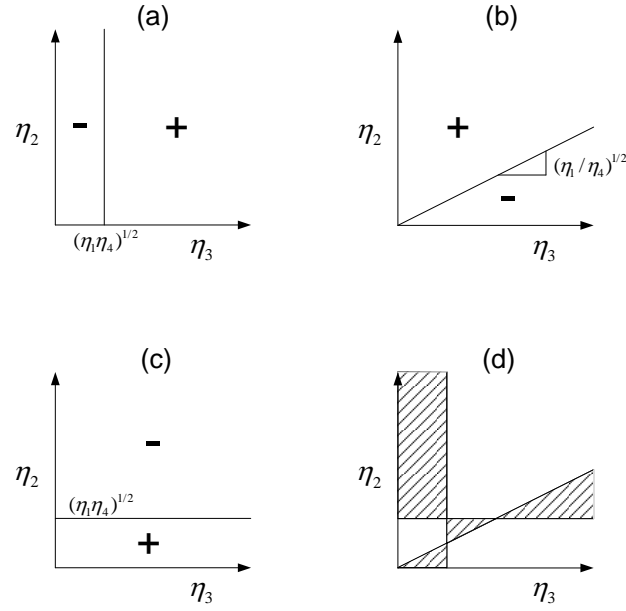 (a)
(b)
η₂
-
+
(η₁η₄)^{1/2}
η₃
η₂
+
-
(η₁/η₄)^{1/2}
η₃
(c)
(d)
η₂
-
(η₁η₄)^{1/2}
+
η₃
η₂
η₃